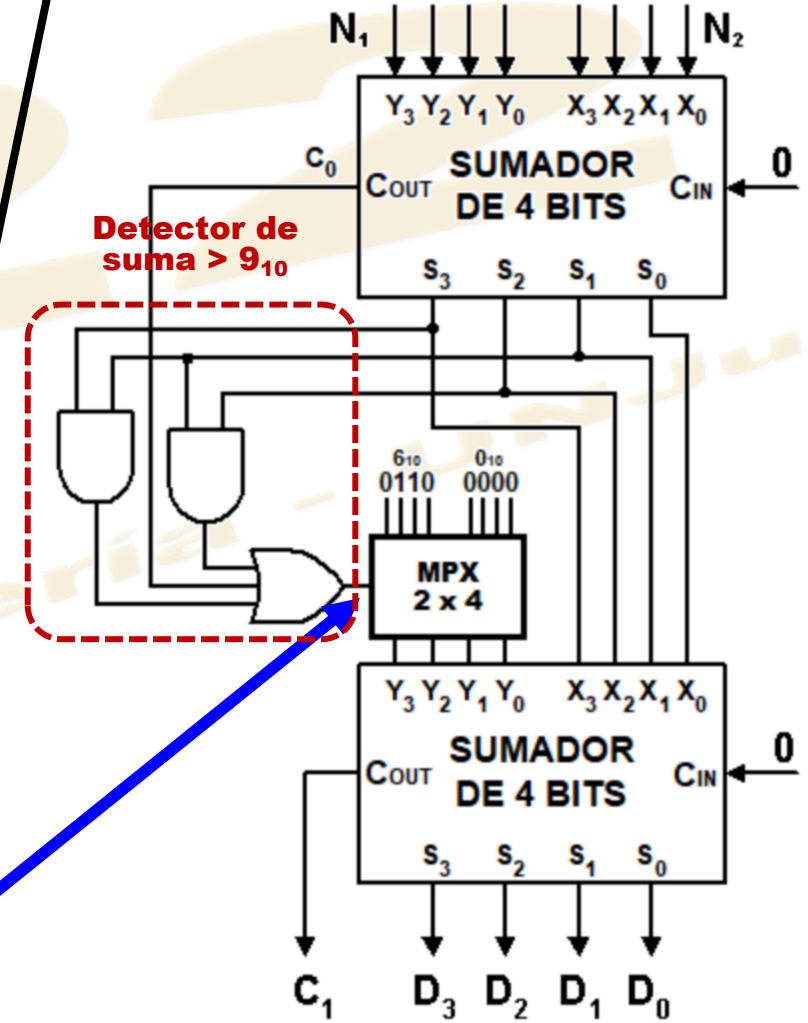 N₁ N₂
Y₃ Y₂ Y₁ Y₀ X₃ X₂ X₁ X₀
C₀
0
COUT SUMADOR CIN
DE 4 BITS
S₃ S₂ S₁ S₀
Detector de
suma > 9₁₀
6₁₀ 0₁₀
0110 0000
MPX
2 x 4
Y₃ Y₂ Y₁ Y₀ X₃ X₂ X₁ X₀
0
COUT SUMADOR CIN
DE 4 BITS
S₃ S₂ S₁ S₀
C₁ D₃ D₂ D₁ D₀